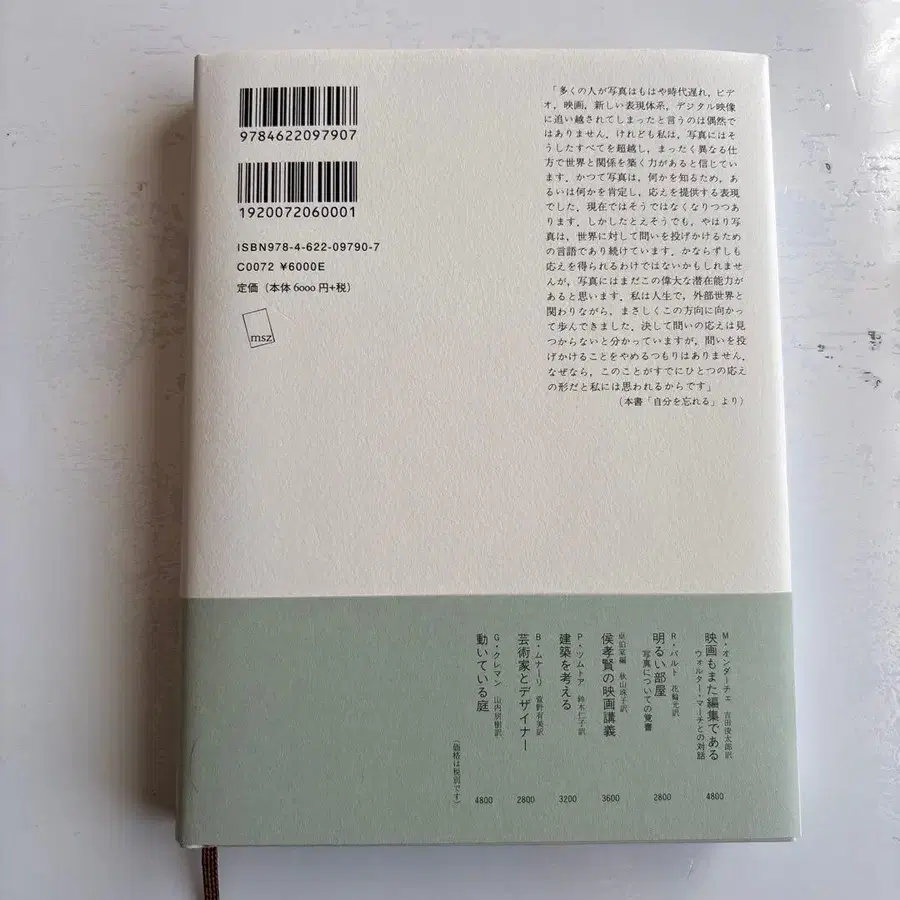 9784622097907
1920072060001
ISBN978-4-622-09790-7
C0072 ¥6000E
定価（本体 6000 円+税）
msz
「多くの人が写真はもはや時代遅れ，ビデ
オ，映画，新しい表現体系，デジタル映像
に追い越されてしまったと言うのは偶然で
はありません．けれども私は，写真にはそ
うしたすべてを超越し，まったく異なる仕
方で世界と関係を築く力があると信じてい
ます．かつて写真は，何かを知るため，あ
るいは何かを肯定し，応えを提供する表現
でした．現在ではそうではなくなりつつあ
ります．しかしたとえそうでも，やはり写
真は，世界に対して問いを投げかけるため
の言語であり続けています．かならずしも
応えを得られるわけではないかもしれませ
んが，写真にはまだこの偉大な潜在能力が
あると思います．私は人生で，外部世界と
関わりながら，まさしくこの方向に向かっ
て歩んできました．決して問いの応えは見
つからないと分かっていますが，問いを投
げかけることをやめるつもりはありません．
なぜなら，このことがすでにひとつの応え
の形だと私には思われるからです」
（本書「自分を忘れる」より）
M・オンダーチェ 吉田俊太郎訳
映画もまた編集である
ウォルター・マーチとの対話
4800
R・バルト 花輪光訳
明るい部屋
写真についての覚書
2800
卓伯棠編 秋山珠子訳
侯孝賢の映画講義
3600
P・ツムトア 鈴木仁子訳
建築を考える
3200
B・ムナーリ 萱野有美訳
芸術家とデザイナー
2800
G・クレマン 山内朋樹訳
動いている庭
4800
（価格は税別です）